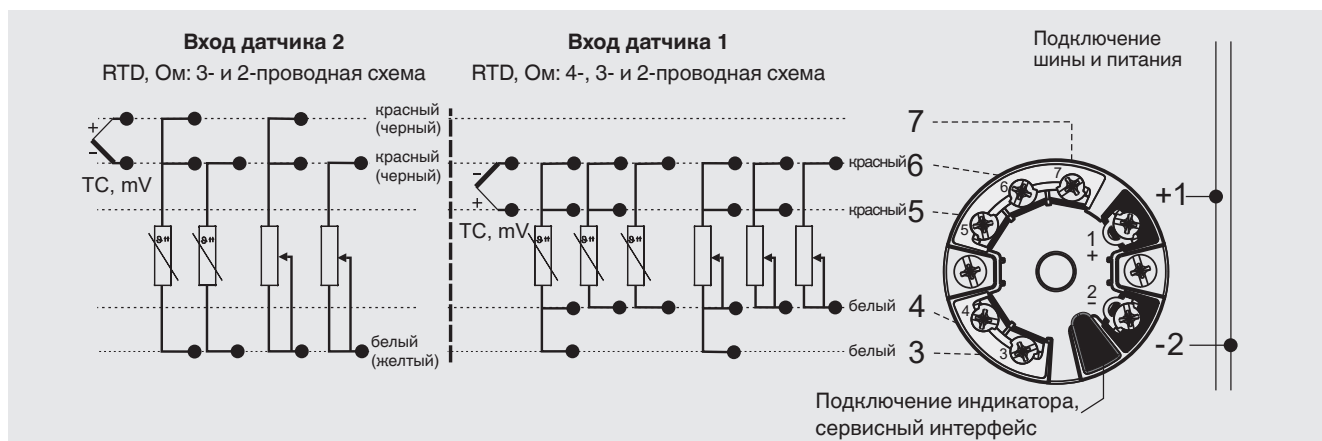 Вход датчика 2
RTD, Ом: 3- и 2-проводная схема
Вход датчика 1
RTD, Ом: 4-, 3- и 2-проводная схема
Подключение
шины и питания
красный
(черный)
красный
(черный)
+
−
TC, mV
белый
(желтый)
−
+
TC, mV
красный
красный
белый
белый
ϑ
ϑ
ϑ
ϑ
ϑ
7
6
5
4
3
7
6
5
4
3
1
+
2
−
+1
-2
Подключение индикатора,
сервисный интерфейс